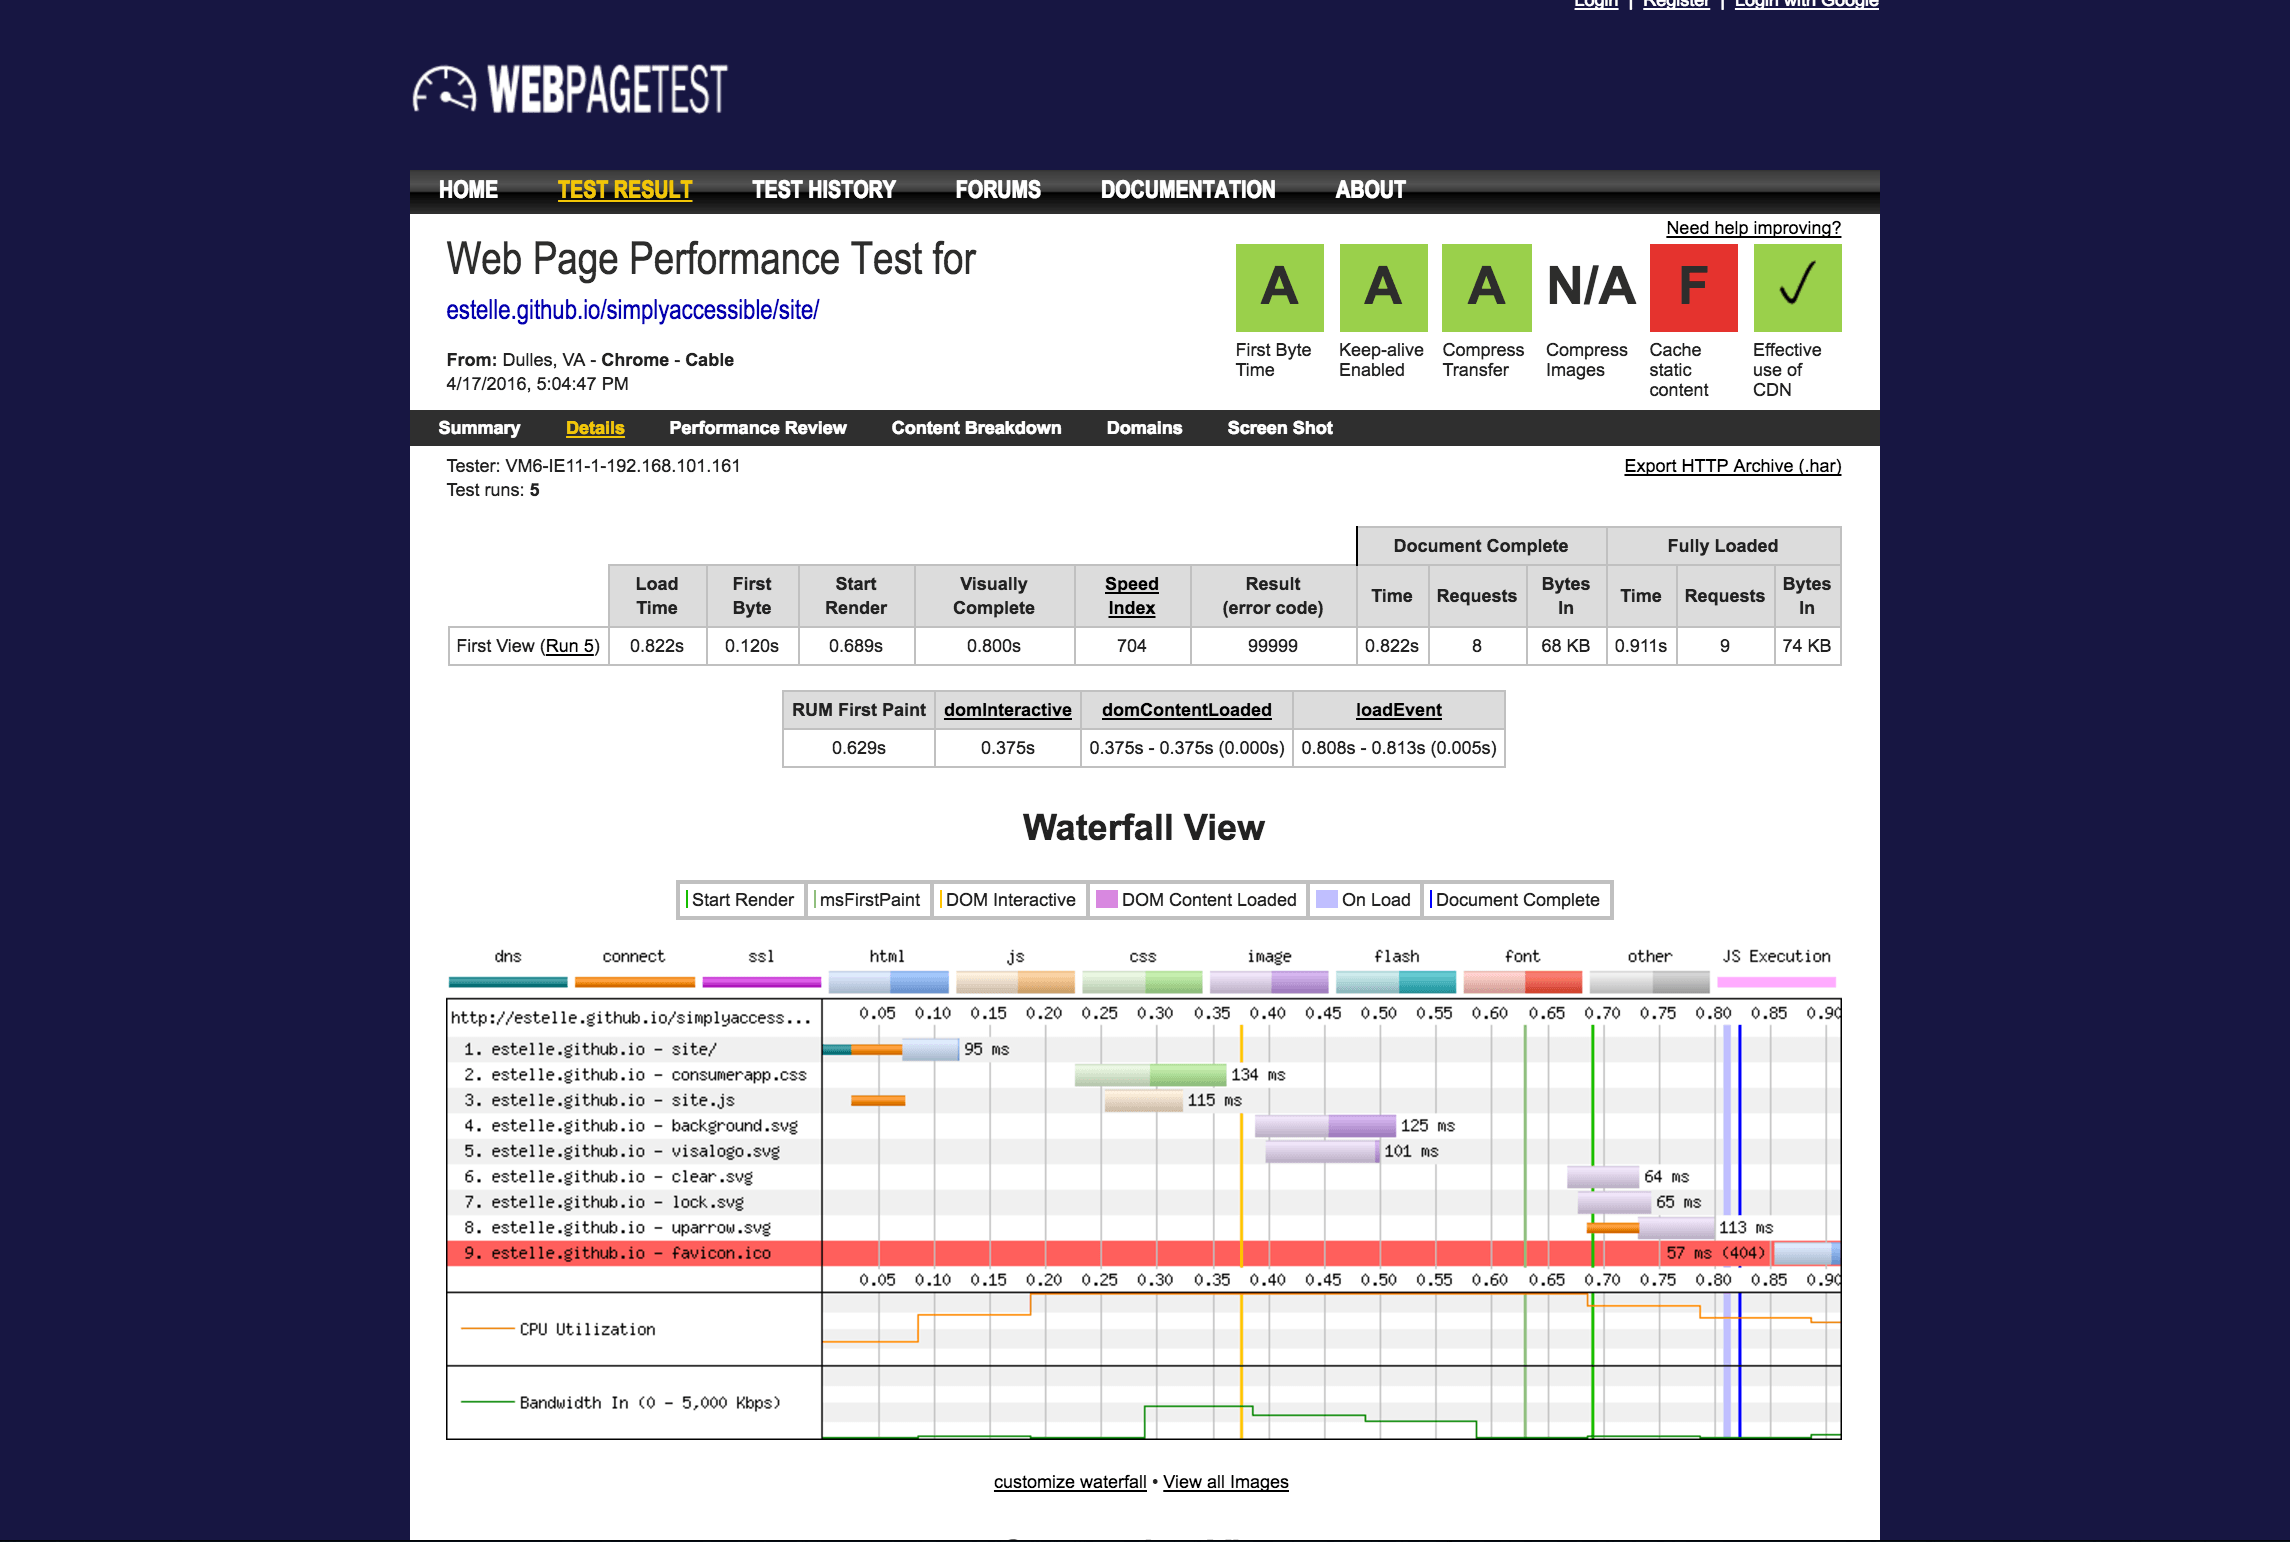 Login | Register | Login with Google
WEBPAGETEST
HOME TEST RESULT TEST HISTORY FORUMS DOCUMENTATION ABOUT
Need help improving?
Web Page Performance Test for
estelle.github.io/simplyaccessible/site/
From: Dulles, VA - Chrome - Cable
4/17/2016, 5:04:47 PM
A A A N/A F ✓
First Byte Time
Keep-alive Enabled
Compress Transfer
Compress Images
Cache static content
Effective use of CDN
Summary Details Performance Review Content Breakdown Domains Screen Shot
Tester: VM6-IE11-1-192.168.101.161
Export HTTP Archive (.har)
Test runs: 5
Document Complete Fully Loaded
Load Time First Byte Start Render Visually Complete Speed Index Result (error code) Time Requests Bytes In Time Requests Bytes In
First View (Run 5) 0.822s 0.120s 0.689s 0.800s 704 99999 0.822s 8 68 KB 0.911s 9 74 KB
RUM First Paint domInteractive domContentLoaded loadEvent
0.629s 0.375s 0.375s - 0.375s (0.000s) 0.808s - 0.813s (0.005s)
Waterfall View
Start Render msFirstPaint DOM Interactive DOM Content Loaded On Load Document Complete
dns connect ssl html js css image flash font other JS Execution
http://estelle.github.io/simplyaccess... 0.05 0.10 0.15 0.20 0.25 0.30 0.35 0.40 0.45 0.50 0.55 0.60 0.65 0.70 0.75 0.80 0.85 0.90
1. estelle.github.io - site/ 95 ms
2. estelle.github.io - consumerapp.css 134 ms
3. estelle.github.io - site.js 115 ms
4. estelle.github.io - background.svg 125 ms
5. estelle.github.io - visalogo.svg 101 ms
6. estelle.github.io - clear.svg 64 ms
7. estelle.github.io - lock.svg 65 ms
8. estelle.github.io - uparrow.svg 113 ms
9. estelle.github.io - favicon.ico 57 ms (404)
0.05 0.10 0.15 0.20 0.25 0.30 0.35 0.40 0.45 0.50 0.55 0.60 0.65 0.70 0.75 0.80 0.85 0.90
CPU Utilization
Bandwidth In (0 - 5,000 Kbps)
customize waterfall • View all Images